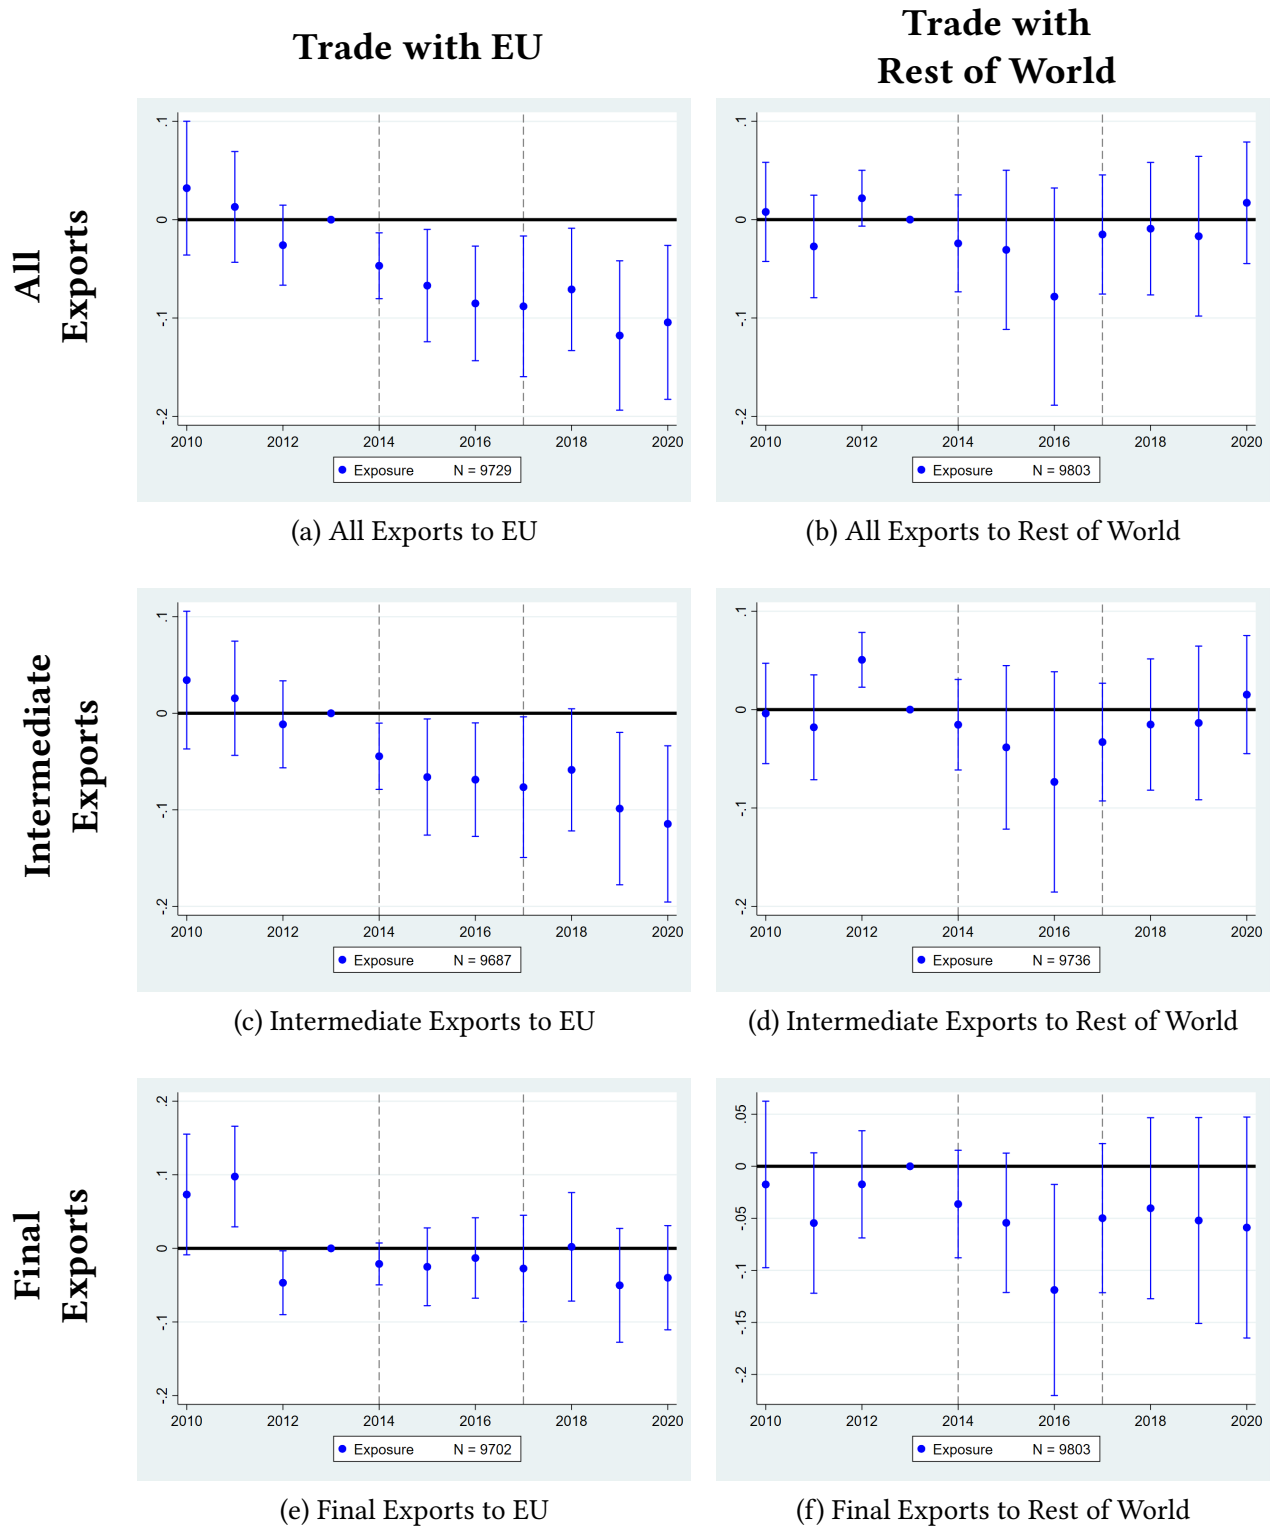 Trade with EU
Trade with
Rest of World
All
Exports
.1
0
-.1
-.2
2010 2012 2014 2016 2018 2020
Exposure N = 9729
(a) All Exports to EU
.1
0
-.1
-.2
2010 2012 2014 2016 2018 2020
Exposure N = 9803
(b) All Exports to Rest of World
Intermediate
Exports
.1
0
-.1
-.2
2010 2012 2014 2016 2018 2020
Exposure N = 9687
(c) Intermediate Exports to EU
.1
0
-.1
-.2
2010 2012 2014 2016 2018 2020
Exposure N = 9736
(d) Intermediate Exports to Rest of World
Final
Exports
.2
.1
0
-.1
-.2
2010 2012 2014 2016 2018 2020
Exposure N = 9702
(e) Final Exports to EU
.05
0
-.05
-.1
-.15
-.2
2010 2012 2014 2016 2018 2020
Exposure N = 9803
(f) Final Exports to Rest of World